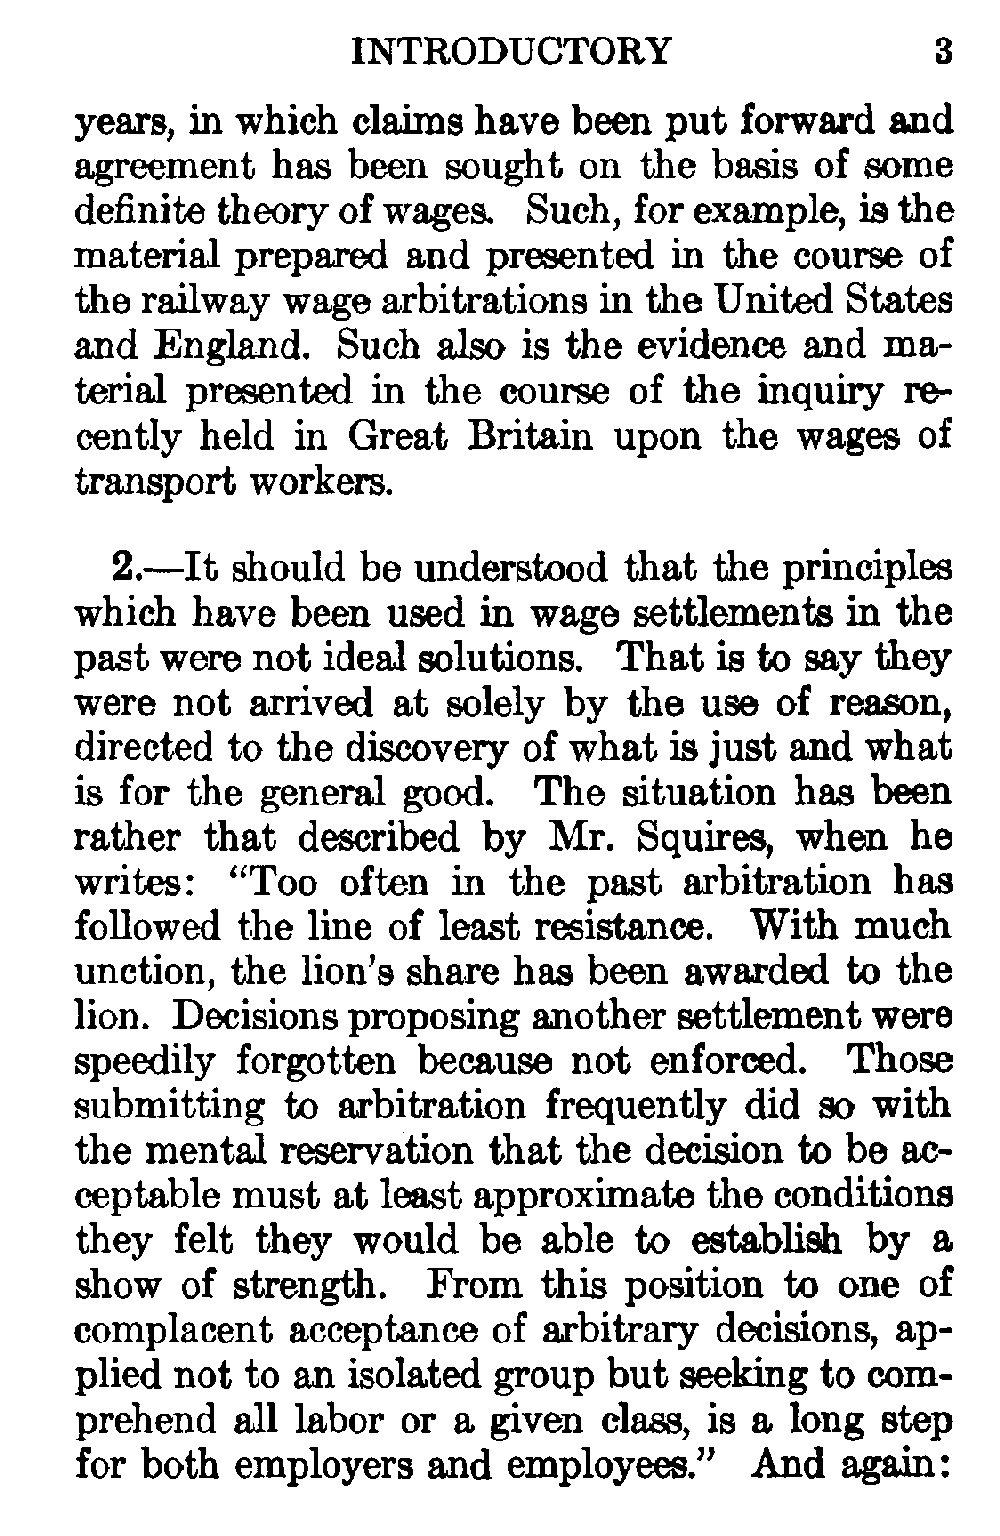 INTRODUCTORY 3
years, in which claims have been put forward and
agreement has been sought on the basis of some
definite theory of wages. Such, for example, is the
material prepared and presented in the course of
the railway wage arbitrations in the United States
and England. Such also is the evidence and ma-
terial presented in the course of the inquiry re-
cently held in Great Britain upon the wages of
transport workers.
2.—It should be understood that the principles
which have been used in wage settlements in the
past were not ideal solutions. That is to say they
were not arrived at solely by the use of reason,
directed to the discovery of what is just and what
is for the general good. The situation has been
rather that described by Mr. Squires, when he
writes: “Too often in the past arbitration has
followed the line of least resistance. With much
unction, the lion’s share has been awarded to the
lion. Decisions proposing another settlement were
speedily forgotten because not enforced. Those
submitting to arbitration frequently did so with
the mental reservation that the decision to be ac-
ceptable must at least approximate the conditions
they felt they would be able to establish by a
show of strength. From this position to one of
complacent acceptance of arbitrary decisions, ap-
plied not to an isolated group but seeking to com-
prehend all labor or a given class, is a long step
for both employers and employees.” And again: